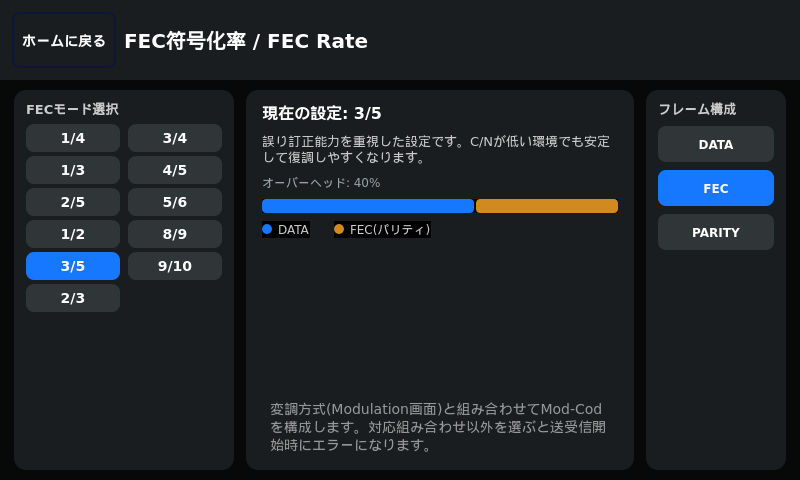 ホームに戻る
FEC符号化率 / FEC Rate
FECモード選択
1/4
3/4
1/3
4/5
2/5
5/6
1/2
8/9
3/5
9/10
2/3
現在の設定: 3/5
誤り訂正能力を重視した設定です。C/Nが低い環境でも安定
して復調しやすくなります。
オーバーヘッド: 40%
DATA
FEC(パリティ)
変調方式(Modulation画面)と組み合わせてMod-Cod
を構成します。対応組み合わせ以外を選ぶと送受信開
始時にエラーになります。
フレーム構成
DATA
FEC
PARITY